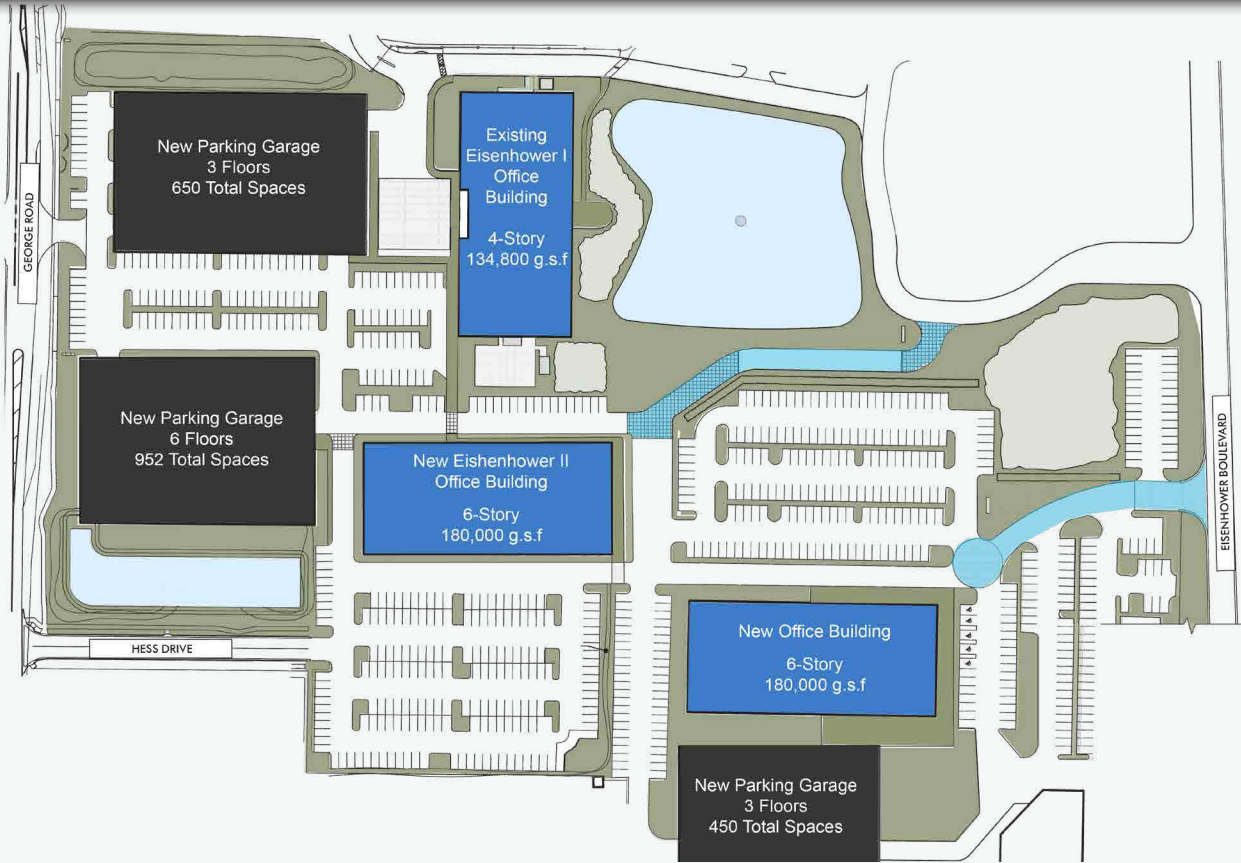 New Parking Garage
3 Floors
650 Total Spaces
Existing
Eisenhower I
Office
Building
4-Story
134,800 g.s.f
GEORGE ROAD
New Parking Garage
6 Floors
952 Total Spaces
New Eishenhower II
Office Building
6-Story
180,000 g.s.f
EISENHOWER BOULEVARD
HESS DRIVE
New Office Building
6-Story
180,000 g.s.f
New Parking Garage
3 Floors
450 Total Spaces